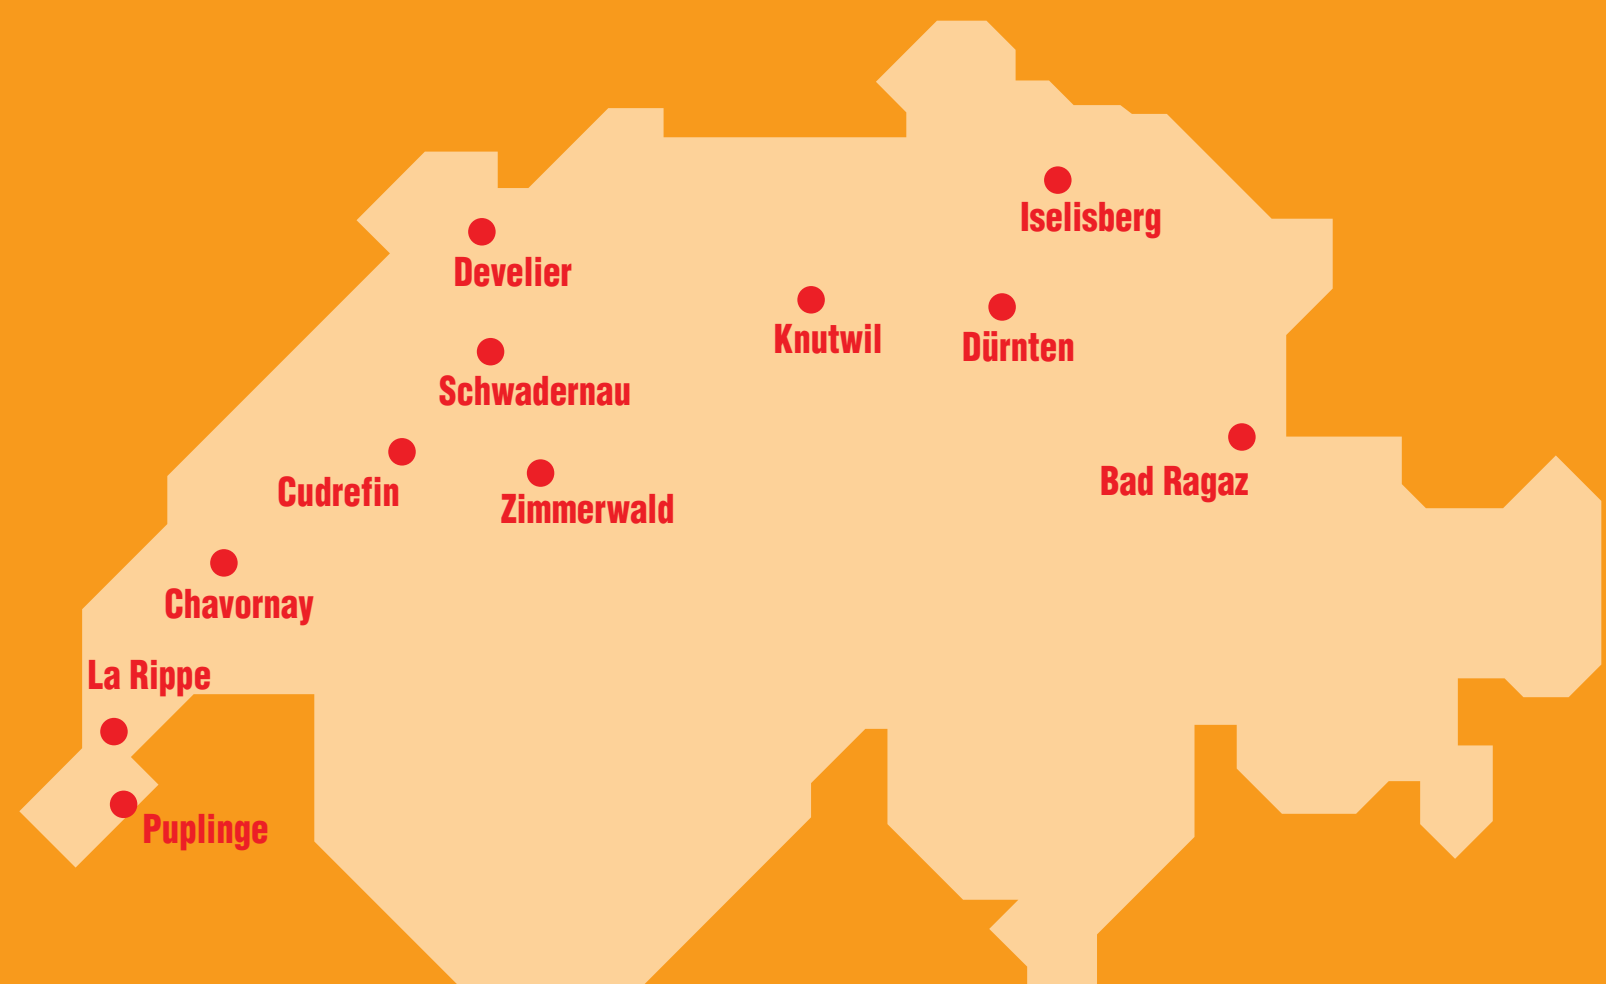 Iselisberg
Develier
Knutwil
Dürnten
Schwadernau
Bad Ragaz
Cudrefin
Zimmerwald
Chavornay
La Rippe
Puplinge